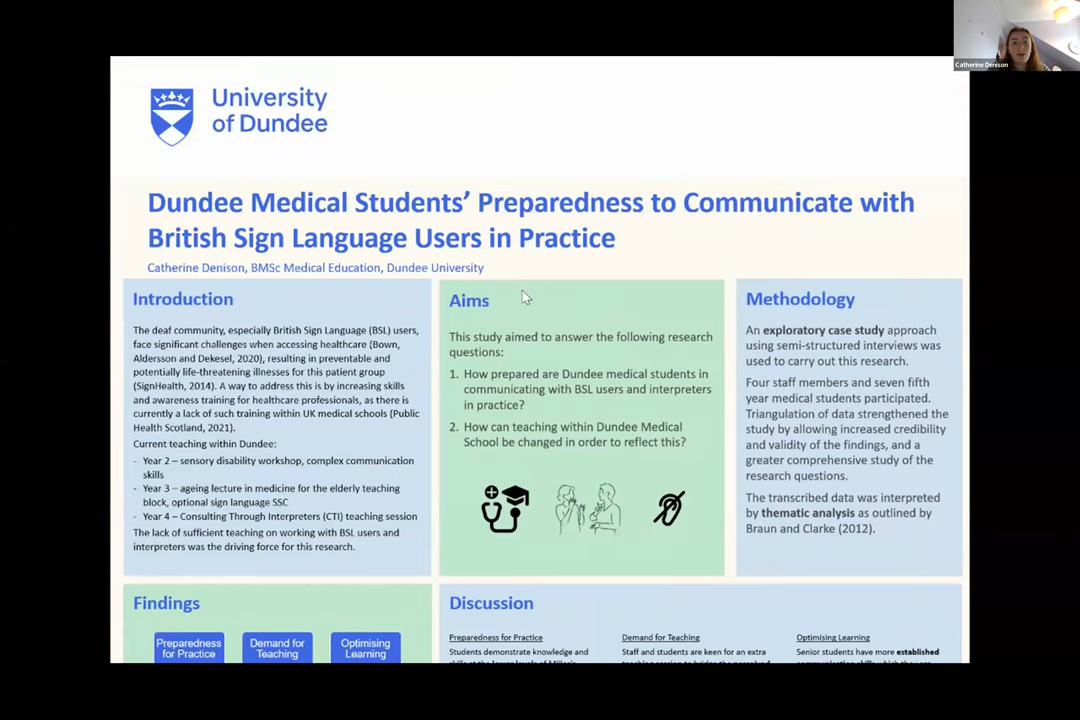 Catherine Denison
University
of Dundee
Dundee Medical Students' Preparedness to Communicate with
British Sign Language Users in Practice
Catherine Denison, BMSc Medical Education, Dundee University
Introduction
The deaf community, especially British Sign Language (BSL) users,
face significant challenges when accessing healthcare (Bown,
Aldersson and Dekesel, 2020), resulting in preventable and
potentially life-threatening illnesses for this patient group
(SignHealth, 2014). A way to address this is by increasing skills
and awareness training for healthcare professionals, as there is
currently a lack of such training within UK medical schools (Public
Health Scotland, 2021).
Current teaching within Dundee:
- Year 2 – sensory disability workshop, complex communication
skills
- Year 3 – ageing lecture in medicine for the elderly teaching
block, optional sign language SSC
- Year 4 – Consulting Through Interpreters (CTI) teaching session
The lack of sufficient teaching on working with BSL users and
interpreters was the driving force for this research.
Aims
This study aimed to answer the following research
questions:
1. How prepared are Dundee medical students in
communicating with BSL users and interpreters
in practice?
2. How can teaching within Dundee Medical
School be changed in order to reflect this?
Methodology
An exploratory case study approach
using semi-structured interviews was
used to carry out this research.
Four staff members and seven fifth
year medical students participated.
Triangulation of data strengthened the
study by allowing increased credibility
and validity of the findings, and a
greater comprehensive study of the
research questions.
The transcribed data was interpreted
by thematic analysis as outlined by
Braun and Clarke (2012).
Findings
Preparedness
for Practice
Demand for
Teaching
Optimising
Learning
Discussion
Preparedness for Practice
Students demonstrate knowledge and
Demand for Teaching
Staff and students are keen for an extra
Optimising Learning
Senior students have more established